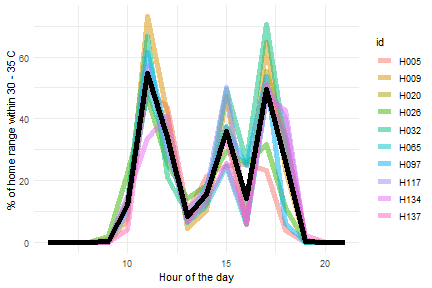 % of home range within 30 - 35 C
60
40
20
0
10
15
20
Hour of the day
id
H005
H009
H020
H026
H032
H065
H097
H117
H134
H137